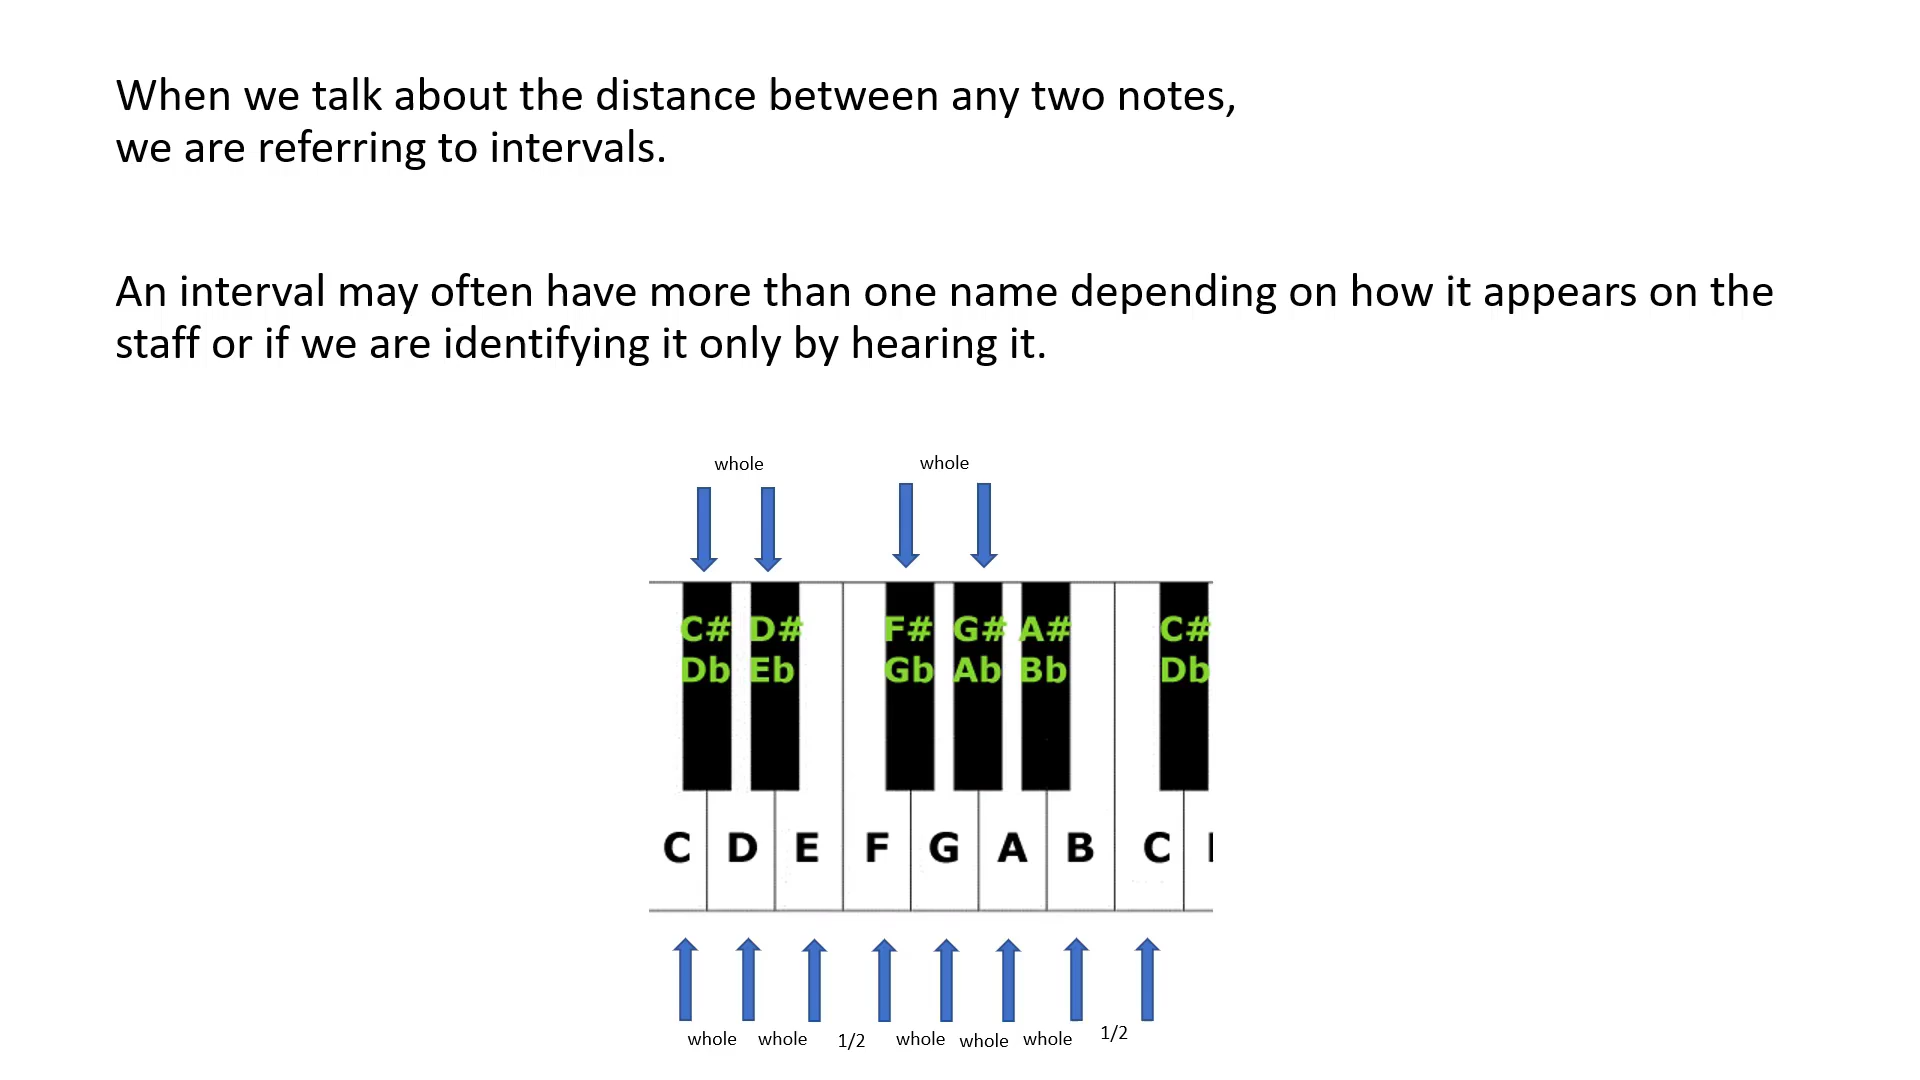 When we talk about the distance between any two notes,
we are referring to intervals.
An interval may often have more than one name depending on how it appears on the
staff or if we are identifying it only by hearing it.
whole whole
C# D# F# G# A# C#
Db Eb Gb Ab Bb Db
C D E F G A B C
whole whole 1/2 whole whole whole 1/2